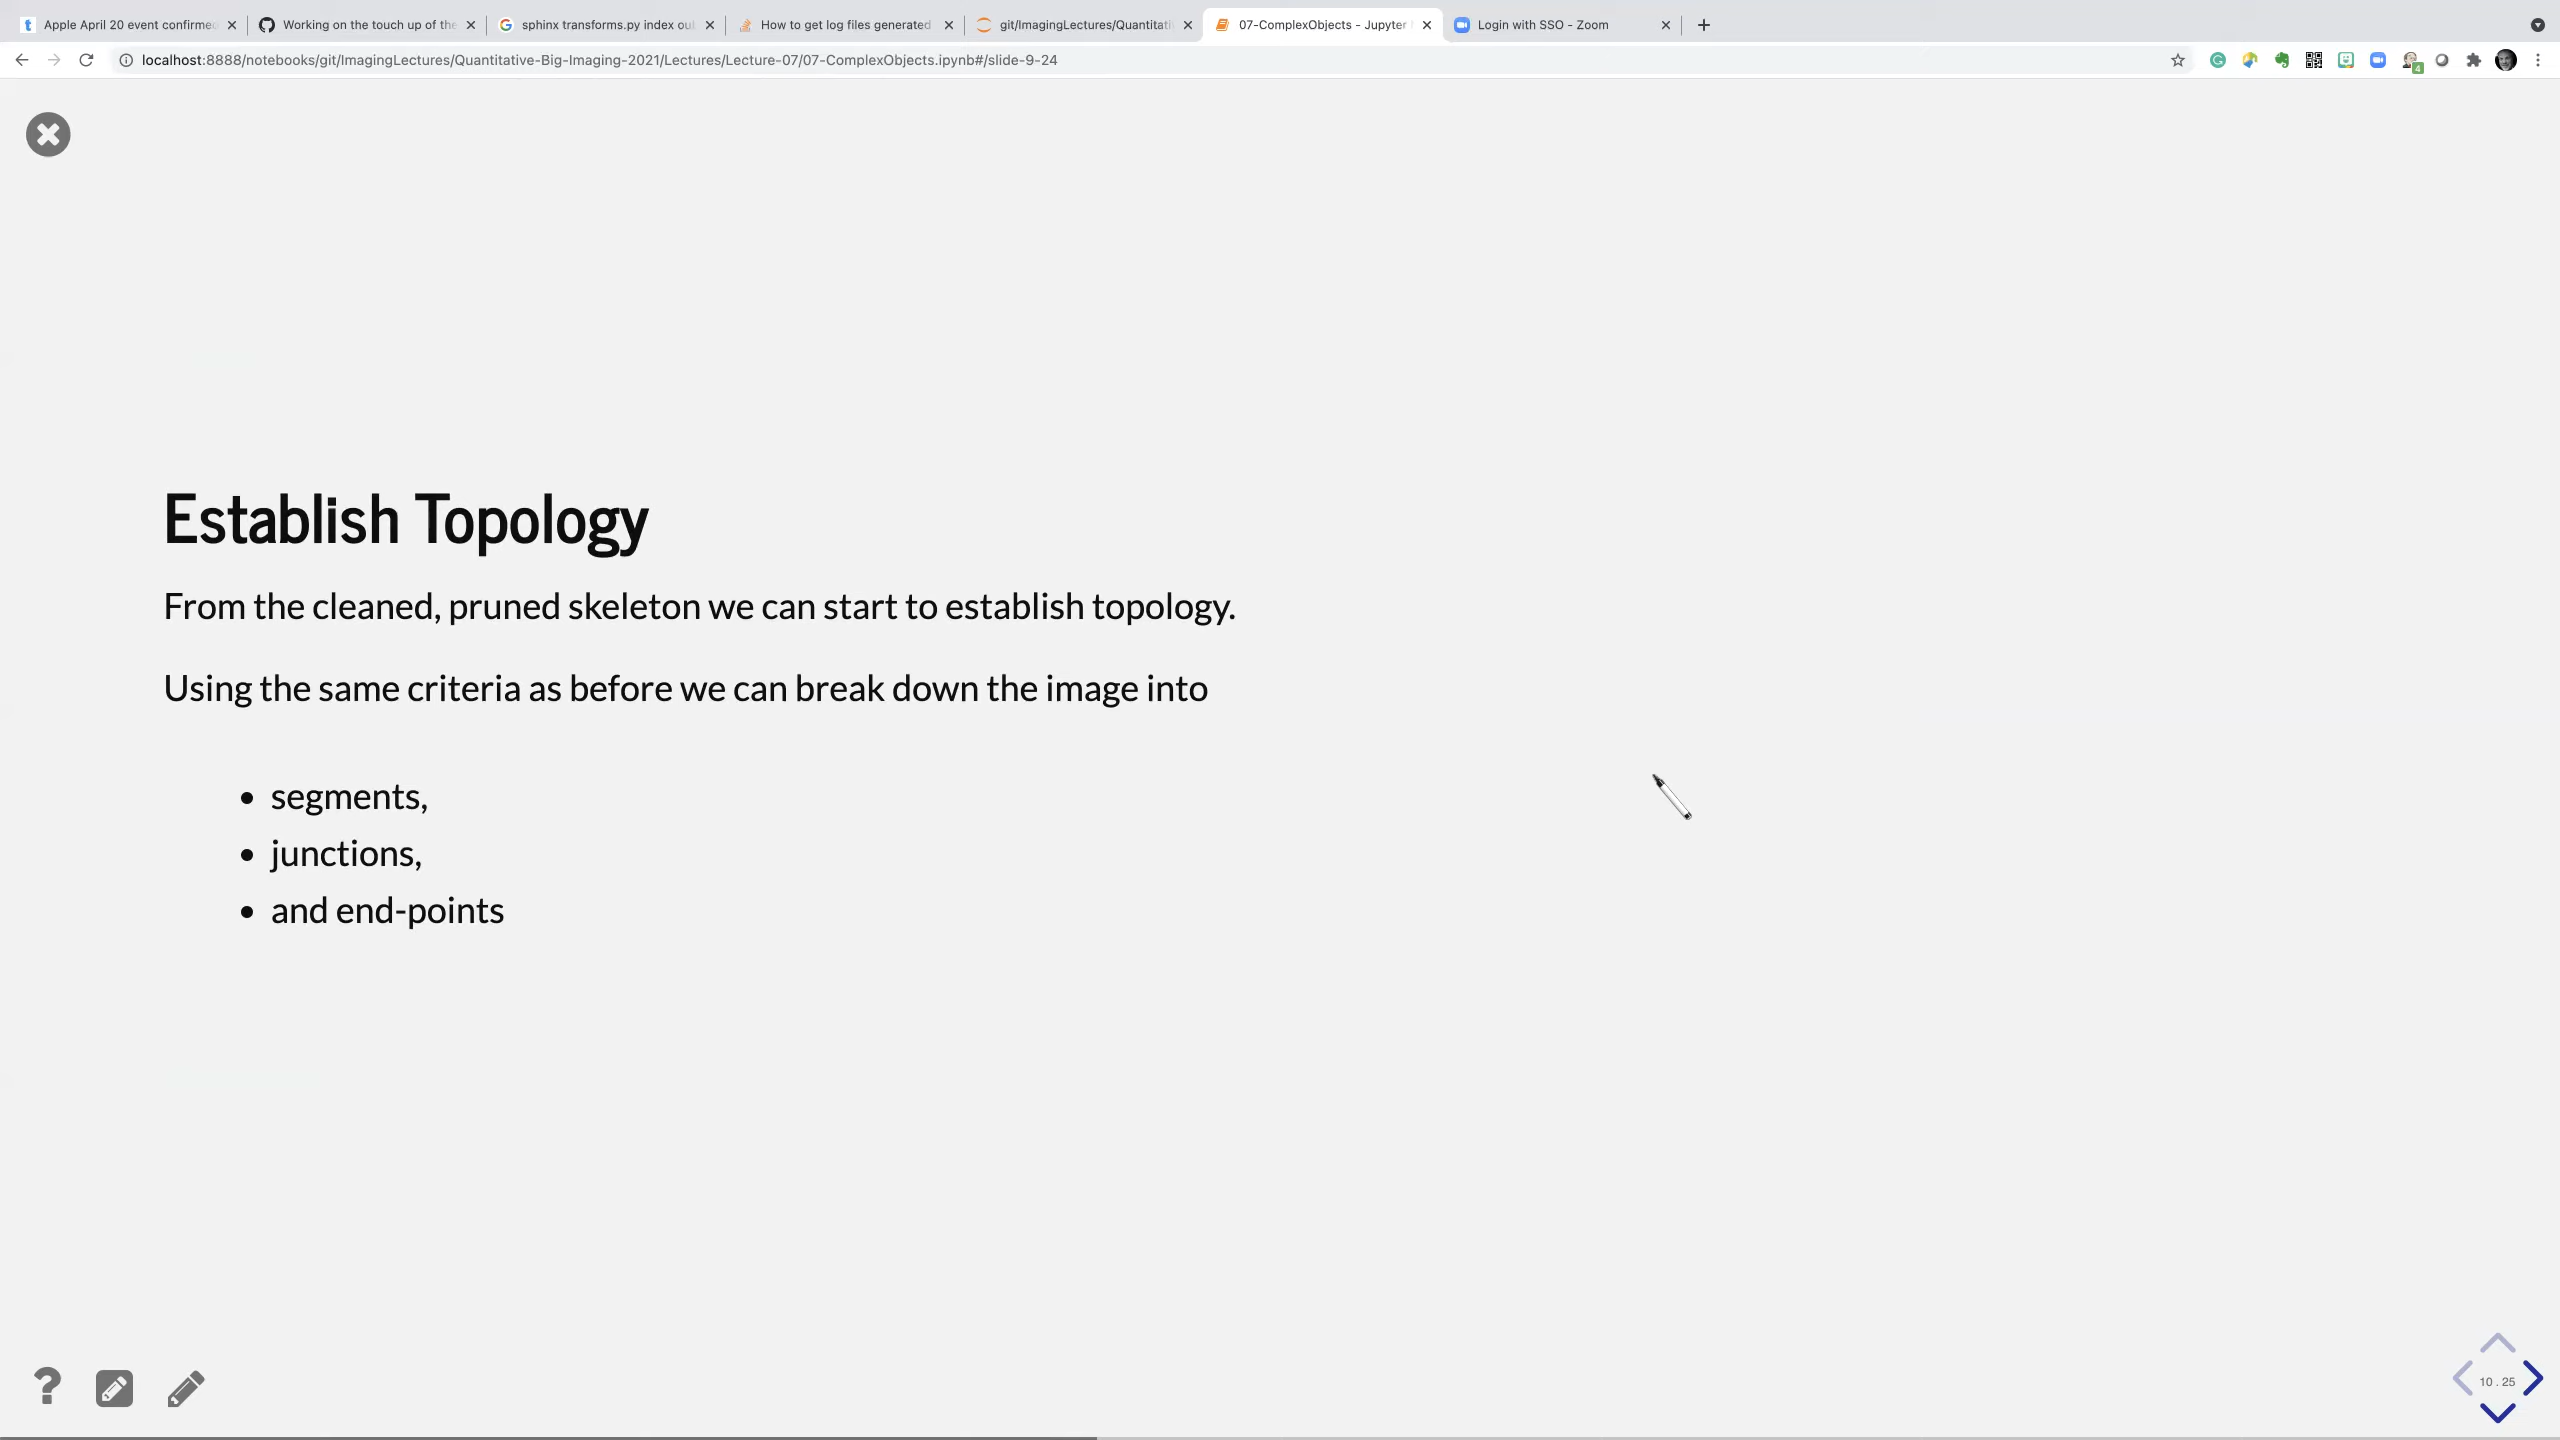 Apple April 20 event confirmed
Working on the touch up of the
sphinx transforms.py index ou
How to get log files generated
git/ImagingLectures/Quantitati
07-ComplexObjects - Jupyter
Login with SSO - Zoom
localhost:8888/notebooks/git/ImagingLectures/Quantitative-Big-Imaging-2021/Lectures/Lecture-07/07-ComplexObjects.ipynb#/slide-9-24
4
Establish Topology
From the cleaned, pruned skeleton we can start to establish topology.
Using the same criteria as before we can break down the image into
• segments,
• junctions,
• and end-points
?
10 . 25